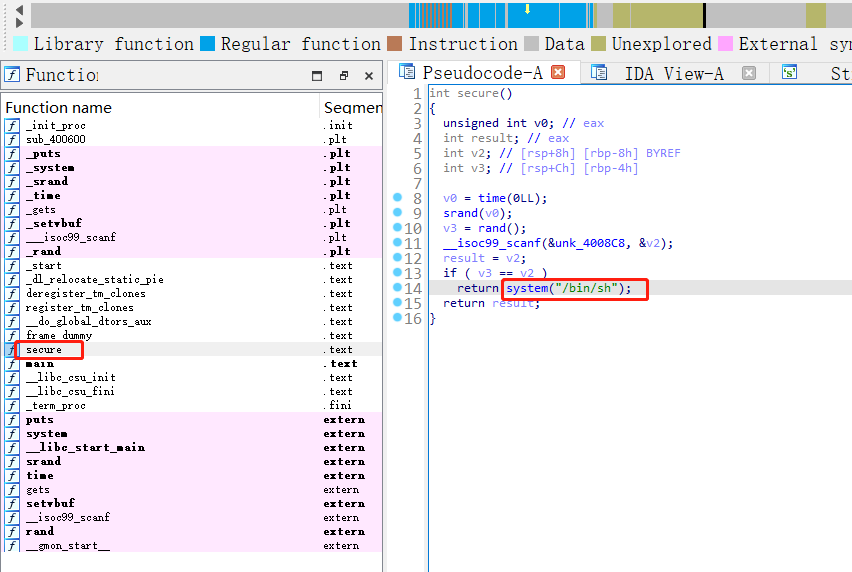 Library function Regular function Instruction Data Unexplored External syn
Function
Function name Segmen
_init_proc .init
sub_400600 .plt
_puts .plt
_system .plt
_srand .plt
_time .plt
_gets .plt
_setvbuf .plt
___isoc99_scanf .plt
_rand .plt
_start .text
_dl_relocate_static_pie .text
deregister_tm_clones .text
register_tm_clones .text
__do_global_dtors_aux .text
frame_dummy .text
secure .text
main .text
__libc_csu_init .text
__libc_csu_fini .text
_term_proc .fini
puts extern
system extern
__libc_start_main extern
srand extern
time extern
gets extern
setvbuf extern
__isoc99_scanf extern
rand extern
__gmon_start__ extern
Pseudocode-A IDA View-A St
1 int secure()
2 {
3 unsigned int v0; // eax
4 int result; // eax
5 int v2; // [rsp+8h] [rbp-8h] BYREF
6 int v3; // [rsp+Ch] [rbp-4h]
7
8 v0 = time(0LL);
9 srand(v0);
10 v3 = rand();
11 __isoc99_scanf(&unk_4008C8, &v2);
12 result = v2;
13 if ( v3 == v2 )
14 return system("/bin/sh");
15 return result;
16 }